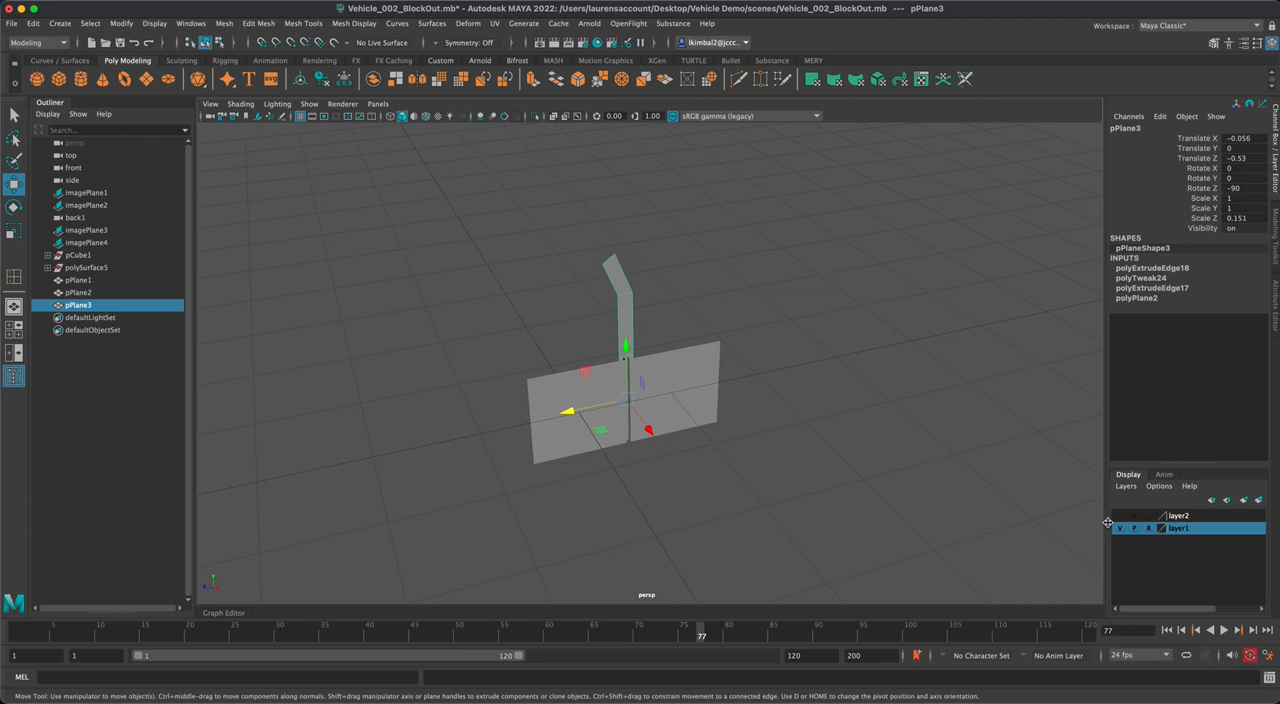 Vehicle_002_BlockOut.mb* - Autodesk MAYA 2022: /Users/laurensaccount/Desktop/Vehicle Demo/scenes/Vehicle_002_BlockOut.mb --- pPlane3
File Edit Create Select Modify Display Windows Mesh Edit Mesh Mesh Tools Mesh Display Curves Surfaces Deform UV Generate Cache Arnold OpenFlight Substance Help
Workspace : Maya Classic*
Modeling No Live Surface Symmetry: Off lkimbal2@jccc...
Curves / Surfaces Poly Modeling Sculpting Rigging Animation Rendering FX FX Caching Custom Arnold Bifrost MASH Motion Graphics XGen TURTLE Bullet Substance MERY
Outliner
Display Show Help
Search...
persp
top
front
side
imagePlane1
imagePlane2
back1
imagePlane3
imagePlane4
pCube1
polySurface5
pPlane1
pPlane2
pPlane3
defaultLightSet
defaultObjectSet
View Shading Lighting Show Renderer Panels
0.00 1.00 sRGB gamma (legacy)
persp
Graph Editor
Channels Edit Object Show
pPlane3
Translate X -0.056
Translate Y 0
Translate Z -0.53
Rotate X 0
Rotate Y 0
Rotate Z -90
Scale X 1
Scale Y 1
Scale Z 0.151
Visibility on
SHAPES
pPlaneShape3
INPUTS
polyExtrudeEdge18
polyTweak24
polyExtrudeEdge17
polyPlane2
Display Anim
Layers Options Help
layer2
V P R layer1
Channel Box / Layer Editor
Modeling Toolkit
Attribute Editor
5 10 15 20 25 30 35 40 45 50 55 60 65 70 75 80 85 90 95 100 105 110 115 120
77
77
1 1 1 120 120 200 No Character Set No Anim Layer 24 fps
MEL
Move Tool: Use manipulator to move object(s). Ctrl+middle-drag to move components along normals. Shift+drag manipulator axis or plane handles to extrude components or clone objects. Ctrl+Shift+drag to constrain movement to a connected edge. Use D or HOME to change the pivot position and axis orientation.